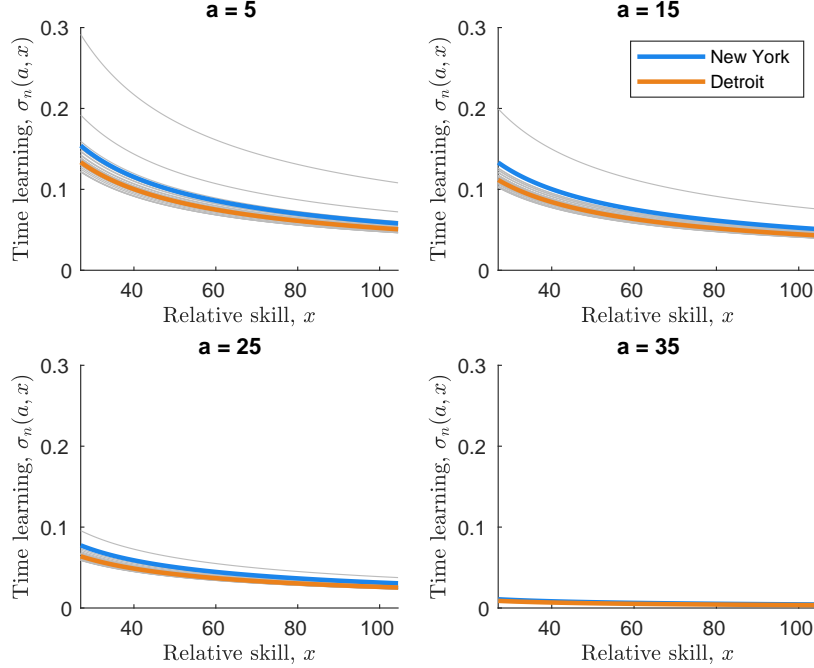 a = 5
0.3
0.2
0.1
0
Time learning, σₙ(a, x)
40 60 80 100
Relative skill, x
a = 15
0.3
0.2
0.1
0
Time learning, σₙ(a, x)
New York
Detroit
40 60 80 100
Relative skill, x
a = 25
0.3
0.2
0.1
0
Time learning, σₙ(a, x)
40 60 80 100
Relative skill, x
a = 35
0.3
0.2
0.1
0
Time learning, σₙ(a, x)
40 60 80 100
Relative skill, x